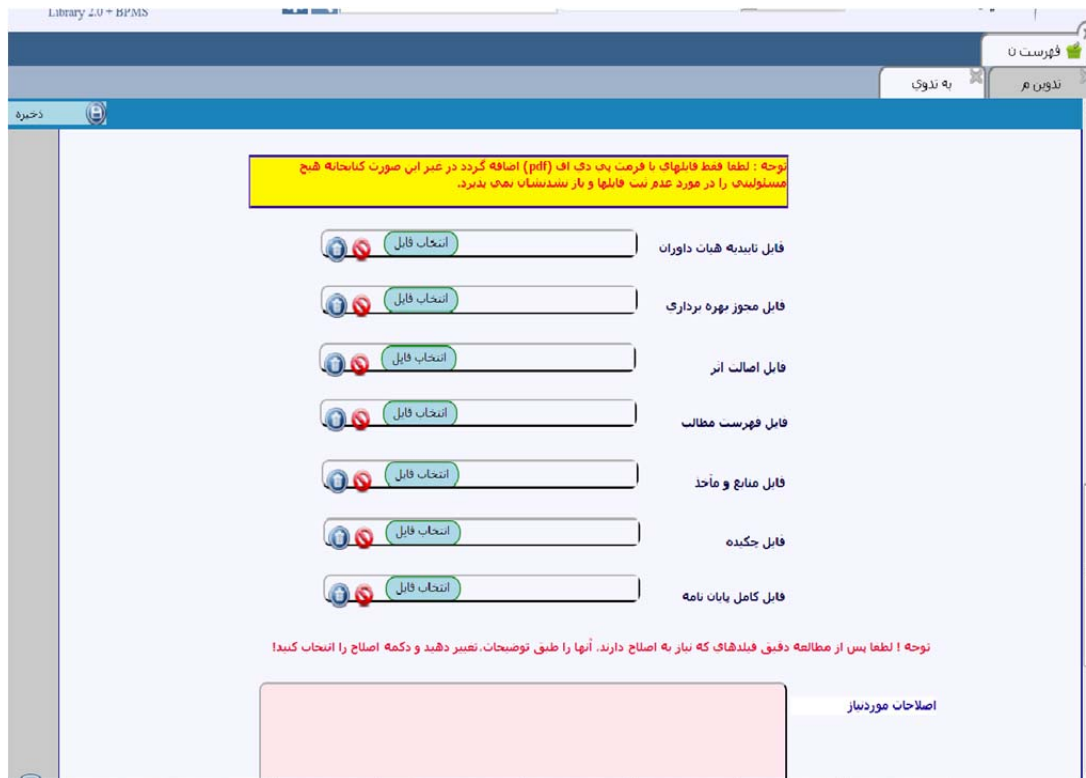 Library 2.0 + BPMS
فهرست ن
تدوین م
به تدوي
ذخیره
توجه : لطفا فقط فایلهای با فرمت پی دی اف (pdf) اضافه گردد در غیر این صورت کتابخانه هیچ
مسئولیتی را در مورد عدم ثبت فایلها و باز نشدنشان نمی پذیرد.
فایل تاییدیه هیات داوران
انتخاب فایل
فایل مجوز بهره برداری
انتخاب فایل
فایل اصالت اثر
انتخاب فایل
فایل فهرست مطالب
انتخاب فایل
فایل منابع و مآخذ
انتخاب فایل
فایل چکیده
انتخاب فایل
فایل کامل پایان نامه
انتخاب فایل
توجه ! لطفا پس از مطالعه دقیق فیلدهای که نیاز به اصلاح دارند، آنها را طبق توضیحات، تغییر دهید و دکمه اصلاح را انتخاب کنید!
اصلاحات موردنیاز